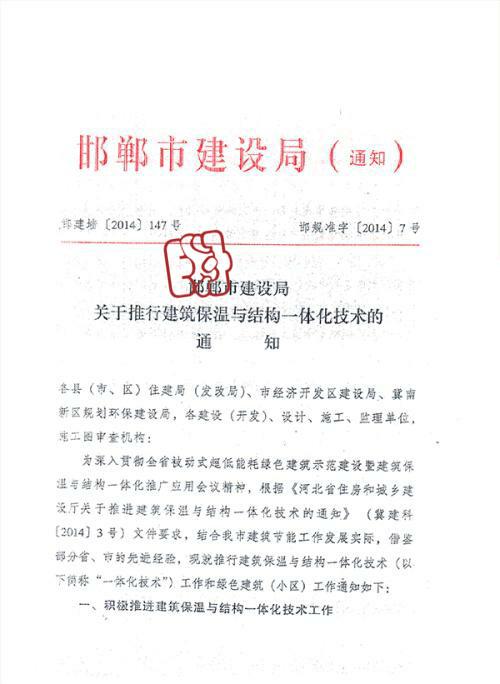 邯郸市建设局（通知）
邯建墙〔2014〕147号 邯规准字〔2014〕7号
邯郸市建设局
关于推行建筑保温与结构一体化技术的
通 知
各县（市、区）住建局（发改局）、市经济开发区建设局、冀南
新区规划环保建设局，各建设（开发）、设计、施工、监理单位，
施工图审查机构：
为深入贯彻全省被动式超低能耗绿色建筑示范建设暨建筑保
温与结构一体化推广应用会议精神，根据《河北省住房和城乡建
设厅关于推进建筑保温与结构一体化技术的通知》（冀建科
〔2014〕3号）文件要求，结合我市建筑节能工作发展实际，借鉴
部分省、市的先进经验，现就推行建筑保温与结构一体化技术（以
下简称“一体化技术”）工作和绿色建筑（小区）工作通知如下：
一、积极推进建筑保温与结构一体化技术工作